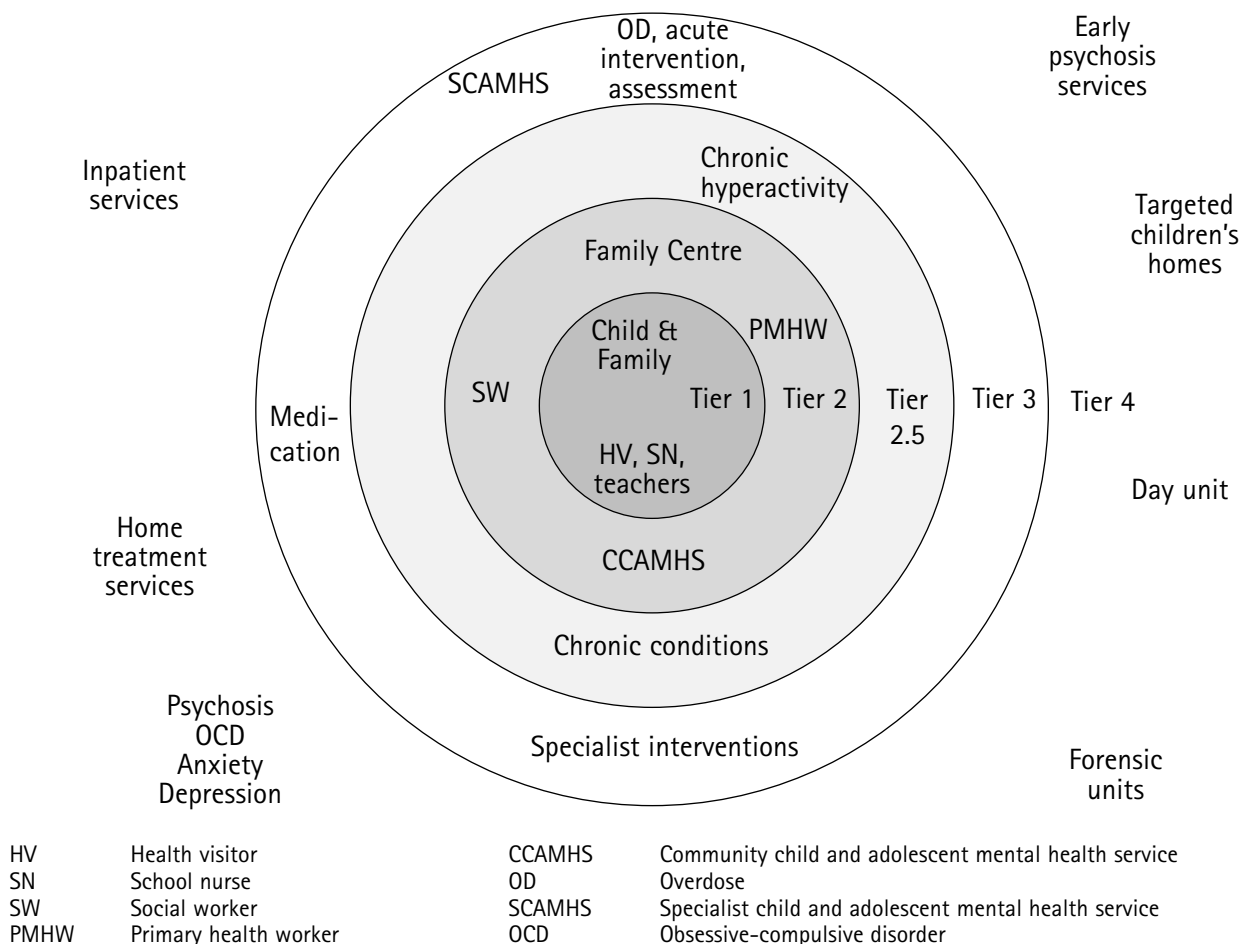 OD, acute
intervention,
assessment
SCAMHS
Early
psychosis
services
Inpatient
services
Chronic
hyperactivity
Targeted
children's
homes
Family Centre
Child &
Family
PMHW
SW
Tier 1
Tier 2
Tier
2.5
Tier 3
Tier 4
Medi-
cation
HV, SN,
teachers
Day unit
Home
treatment
services
CCAMHS
Chronic conditions
Psychosis
OCD
Anxiety
Depression
Specialist interventions
Forensic
units
HV Health visitor
SN School nurse
SW Social worker
PMHW Primary health worker
CCAMHS Community child and adolescent mental health service
OD Overdose
SCAMHS Specialist child and adolescent mental health service
OCD Obsessive-compulsive disorder